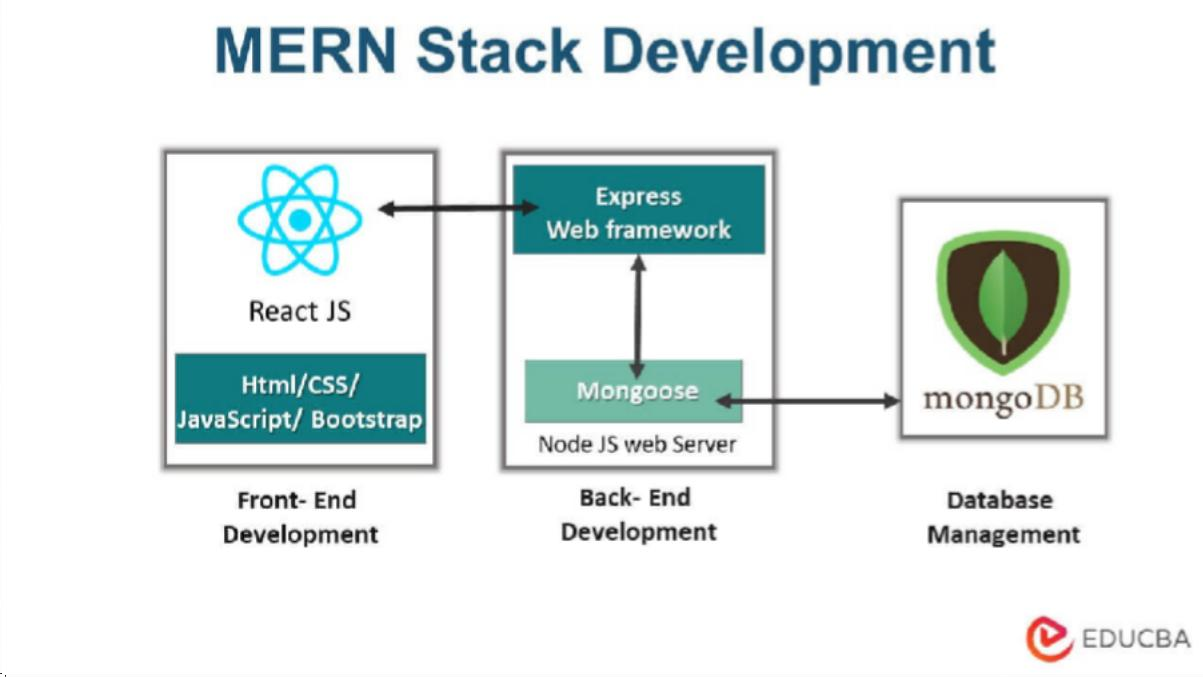 MERN Stack Development
React JS
Html/CSS/
JavaScript/ Bootstrap
Front- End
Development
Express
Web framework
Mongoose
Node JS web Server
Back- End
Development
mongoDB
Database
Management
EDUCBA